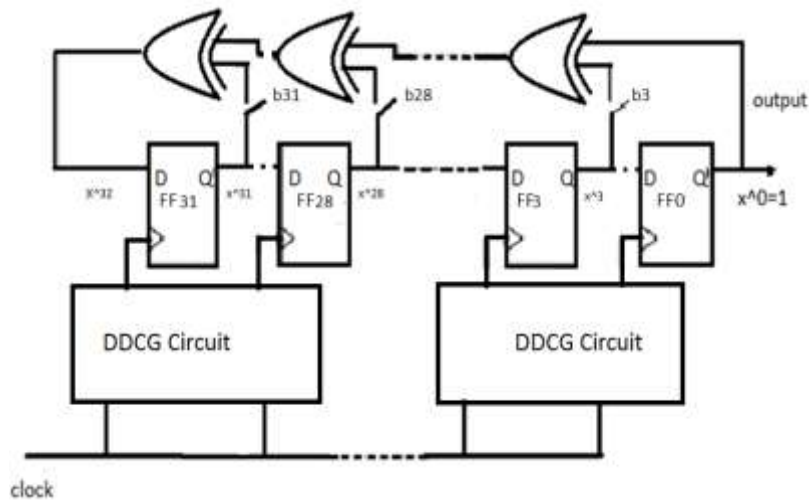 b31
b28
b3
output
D Q
FF31
D Q
FF28
D Q
FF3
D Q
FF0
x^32
x^31
x^28
x^3
x^0=1
DDCG Circuit
DDCG Circuit
clock